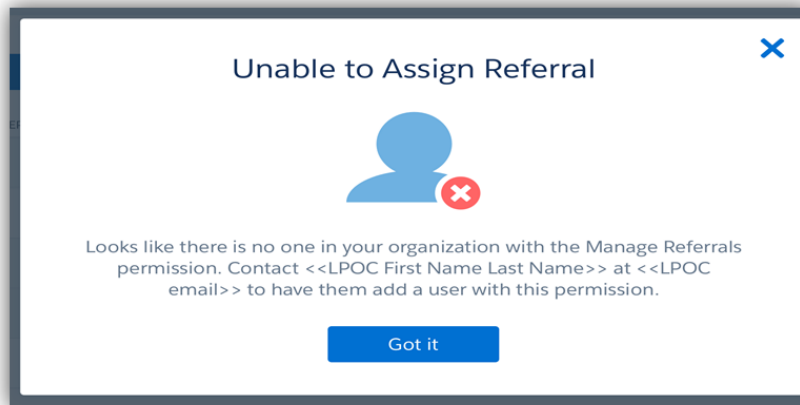 Unable to Assign Referral
Looks like there is no one in your organization with the Manage Referrals
permission. Contact <<LPOC First Name Last Name>> at <<LPOC
email>> to have them add a user with this permission.
Got it